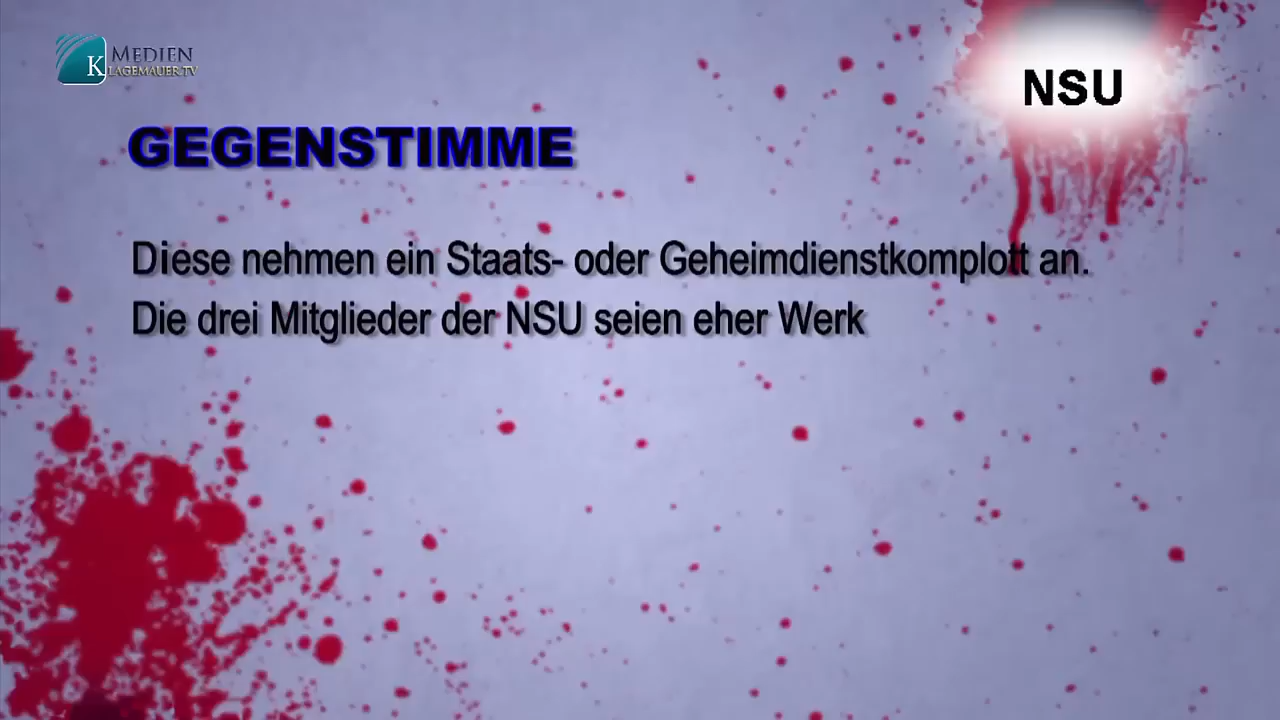 MEDIEN
KLAGEMAUER.TV
NSU
GEGENSTIMME
Diese nehmen ein Staats- oder Geheimdienstkomplott an.
Die drei Mitglieder der NSU seien eher Werk